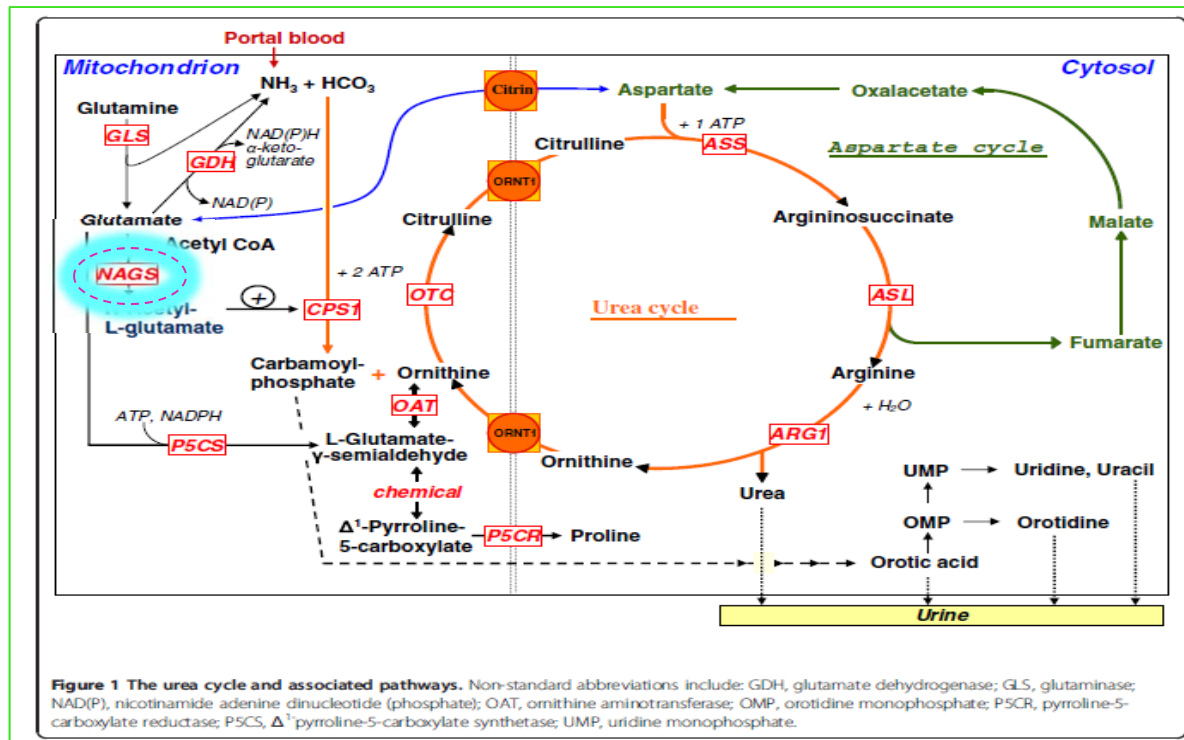 Portal blood
Mitochondrion
Cytosol
NH₃ + HCO₃
Citrin
Aspartate
Oxalacetate
Glutamine
GLS
NAD(P)H
α-keto-
glutarate
GDH
NAD(P)
+ 1 ATP
ASS
Citrulline
Aspartate cycle
ORNT1
Glutamate
Acetyl CoA
Citrulline
Argininosuccinate
Malate
NAGS
+ 2 ATP
OTC
ASL
+
CPS1
Urea cycle
L-glutamate
Fumarate
Carbamoyl-
phosphate
+
Ornithine
Arginine
+ H₂O
OAT
ATP, NADPH
P5CS
L-Glutamate-
γ-semialdehyde
ORNT1
Ornithine
ARG1
Urea
UMP
Uridine, Uracil
chemical
OMP
Orotidine
Δ¹-Pyrroline-
5-carboxylate
P5CR
Proline
Orotic acid
Urine
Figure 1 The urea cycle and associated pathways. Non-standard abbreviations include: GDH, glutamate dehydrogenase; GLS, glutaminase;
NAD(P), nicotinamide adenine dinucleotide (phosphate); OAT, ornithine aminotransferase; OMP, orotidine monophosphate; P5CR, pyrroline-5-
carboxylate reductase; P5CS, Δ¹-pyrroline-5-carboxylate synthetase; UMP, uridine monophosphate.